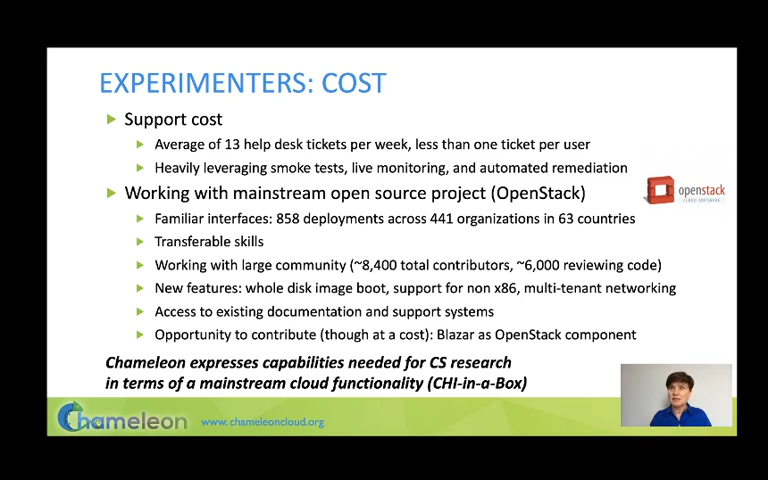 EXPERIMENTERS: COST
Support cost
Average of 13 help desk tickets per week, less than one ticket per user
Heavily leveraging smoke tests, live monitoring, and automated remediation
Working with mainstream open source project (OpenStack)
openstack
CLOUD SOFTWARE
Familiar interfaces: 858 deployments across 441 organizations in 63 countries
Transferable skills
Working with large community (~8,400 total contributors, ~6,000 reviewing code)
New features: whole disk image boot, support for non x86, multi-tenant networking
Access to existing documentation and support systems
Opportunity to contribute (though at a cost): Blazar as OpenStack component
Chameleon expresses capabilities needed for CS research
in terms of a mainstream cloud functionality (CHI-in-a-Box)
Chameleon
www.chameleoncloud.org